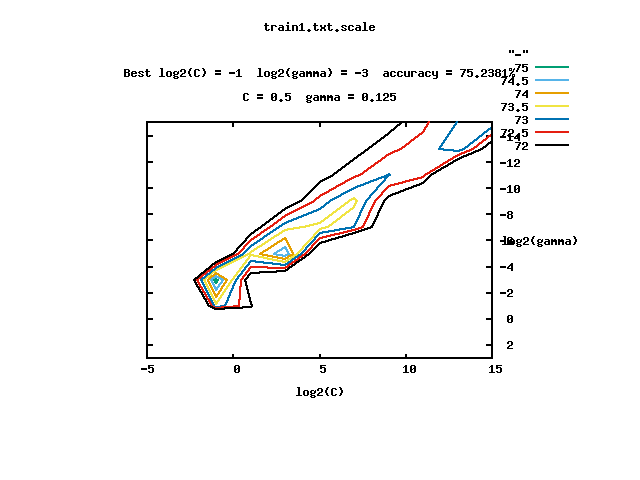 train1.txt.scale
"-"
Best log2(C) = -1 log2(gamma) = -3 accuracy = 75.2381%
C = 0.5 gamma = 0.125
75
74.5
74
73.5
73
72.5
72
-14
-12
-10
-8
-6
-4
-2
0
2
log2(gamma)
-5 0 5 10 15
log2(C)